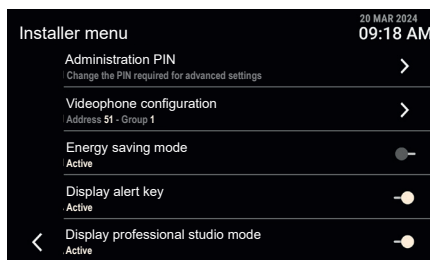 20 MAR 2024
Installer menu 09:18 AM
Administration PIN
Change the PIN required for advanced settings
Videophone configuration
Address 51 - Group 1
Energy saving mode
Active
Display alert key
Active
Display professional studio mode
Active